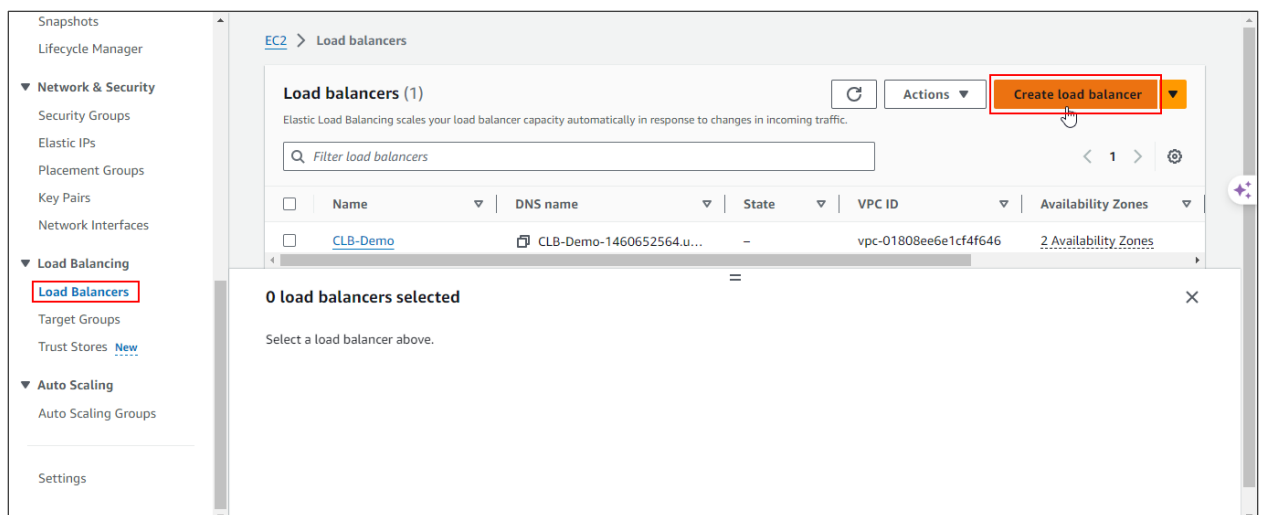 Snapshots
Lifecycle Manager
Network & Security
Security Groups
Elastic IPs
Placement Groups
Key Pairs
Network Interfaces
Load Balancing
Load Balancers
Target Groups
Trust Stores New
Auto Scaling
Auto Scaling Groups
Settings
EC2 > Load balancers
Load balancers (1)
Actions
Create load balancer
Elastic Load Balancing scales your load balancer capacity automatically in response to changes in incoming traffic.
Filter load balancers
< 1 >
Name DNS name State VPC ID Availability Zones
CLB-Demo CLB-Demo-1460652564.u... – vpc-01808ee6e1cf4f646 2 Availability Zones
0 load balancers selected
Select a load balancer above.